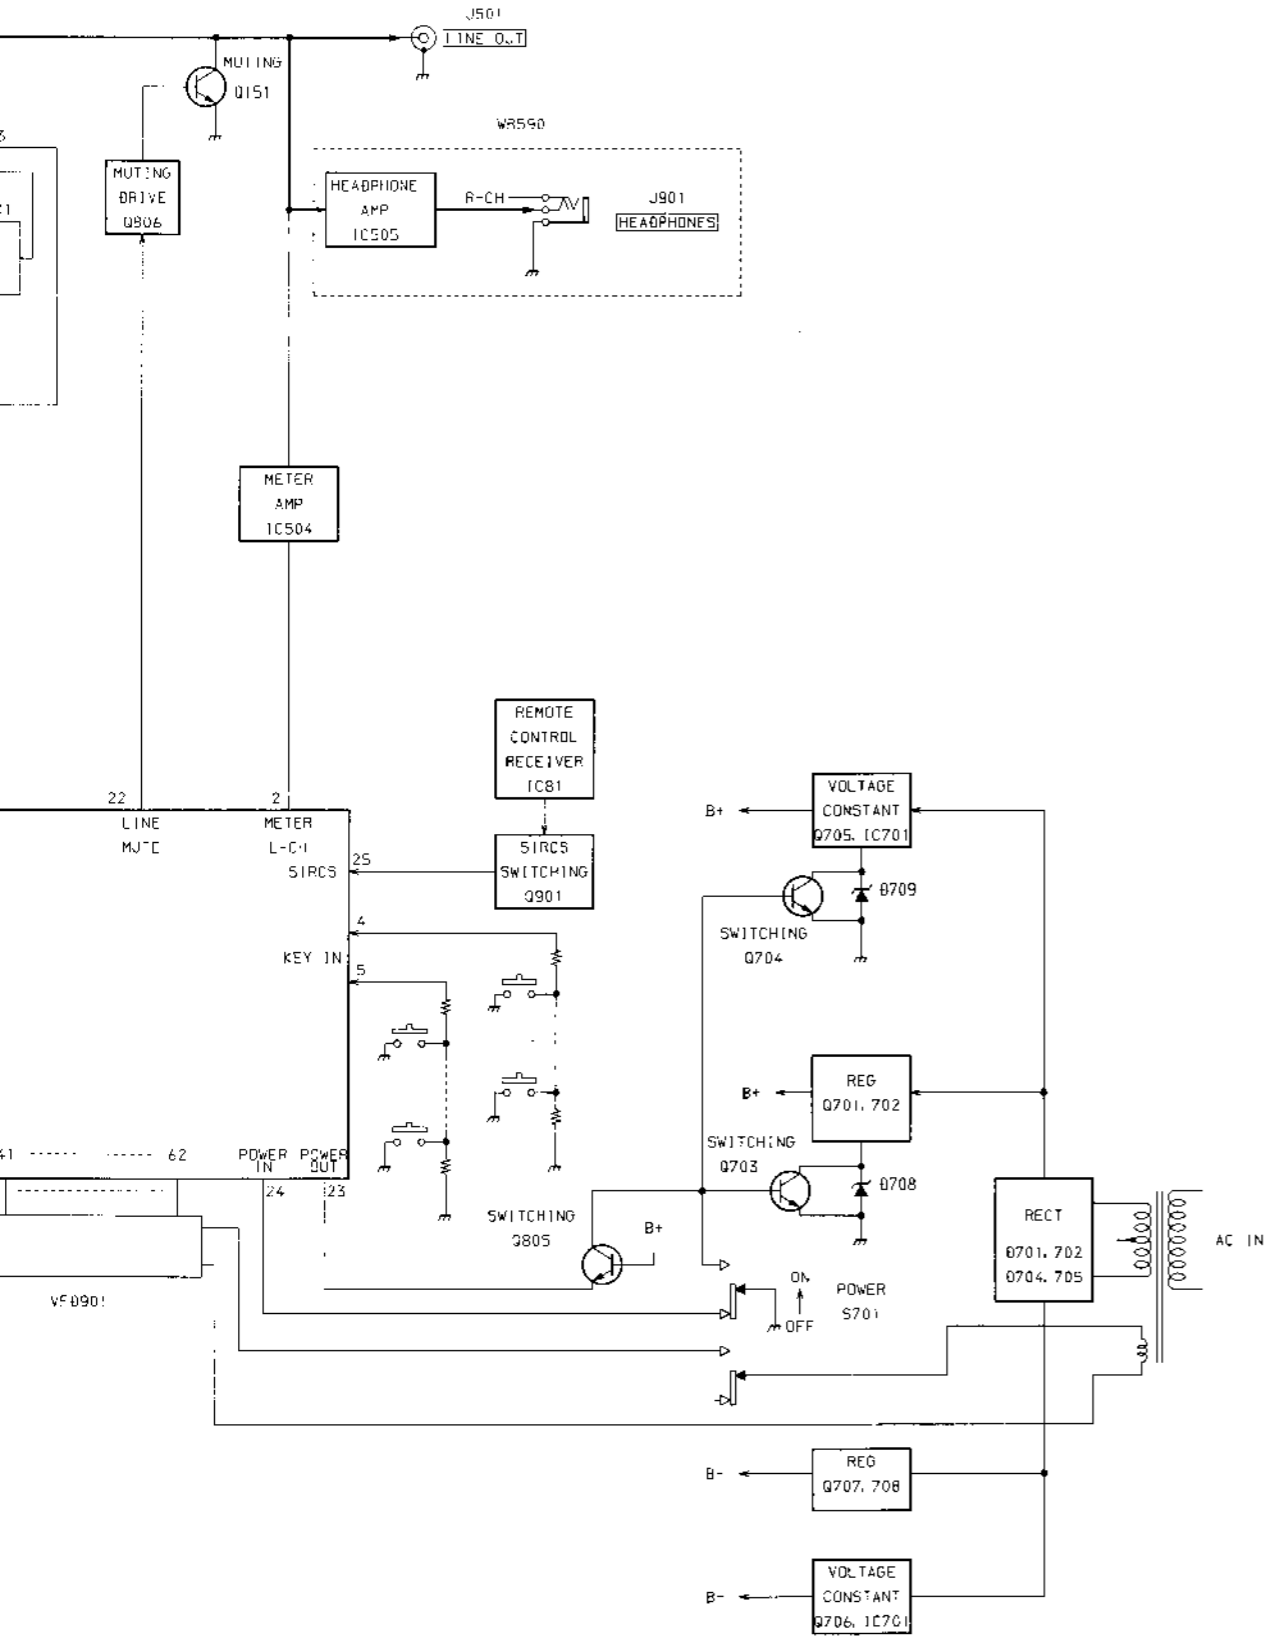 J501
LINE OUT
MUTING
Q151
WR590
MUTING
DRIVE
Q806
HEADPHONE
AMP
IC505
R-CH
J901
HEADPHONES
METER
AMP
IC504
REMOTE
CONTROL
RECEIVER
IC81
22
2
LINE
MUTE
METER
L-CH
SIRCS
25
SIRCS
SWITCHING
Q901
4
KEY IN
5
B+
VOLTAGE
CONSTANT
Q705, IC701
D709
SWITCHING
Q704
B+
REG
Q701, 702
SWITCHING
Q703
D708
41
62
POWER
IN
POWER
OUT
24
23
SWITCHING
Q805
B+
RECT
D701, 702
D704, 705
AC IN
ON
OFF
POWER
S701
B-
REG
Q707, 708
B-
VOLTAGE
CONSTANT
Q706, IC701